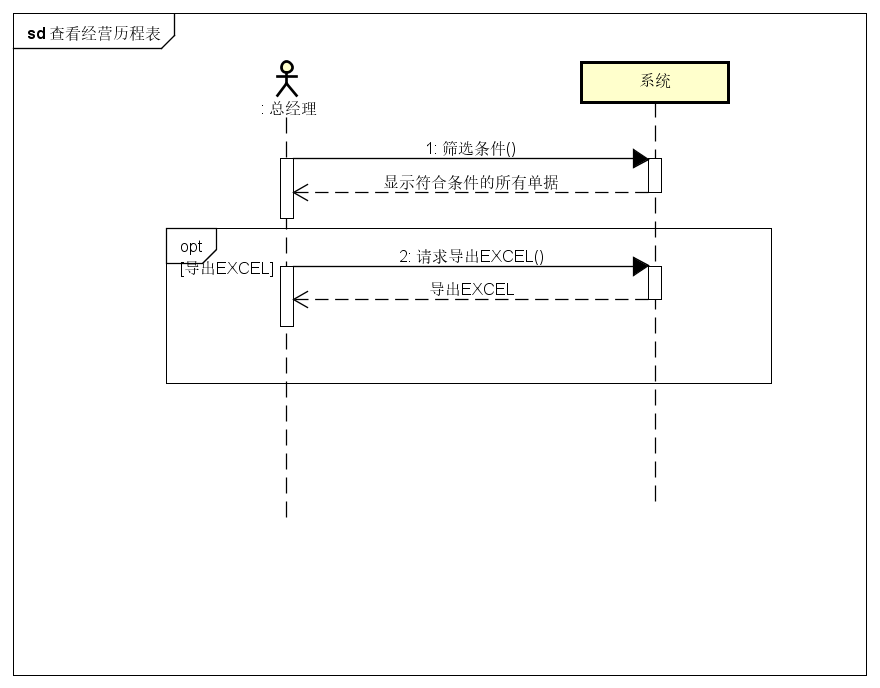 sd 查看经营历程表
: 总经理
系统
1: 筛选条件()
显示符合条件的所有单据
opt
[导出EXCEL]
2: 请求导出EXCEL()
导出EXCEL